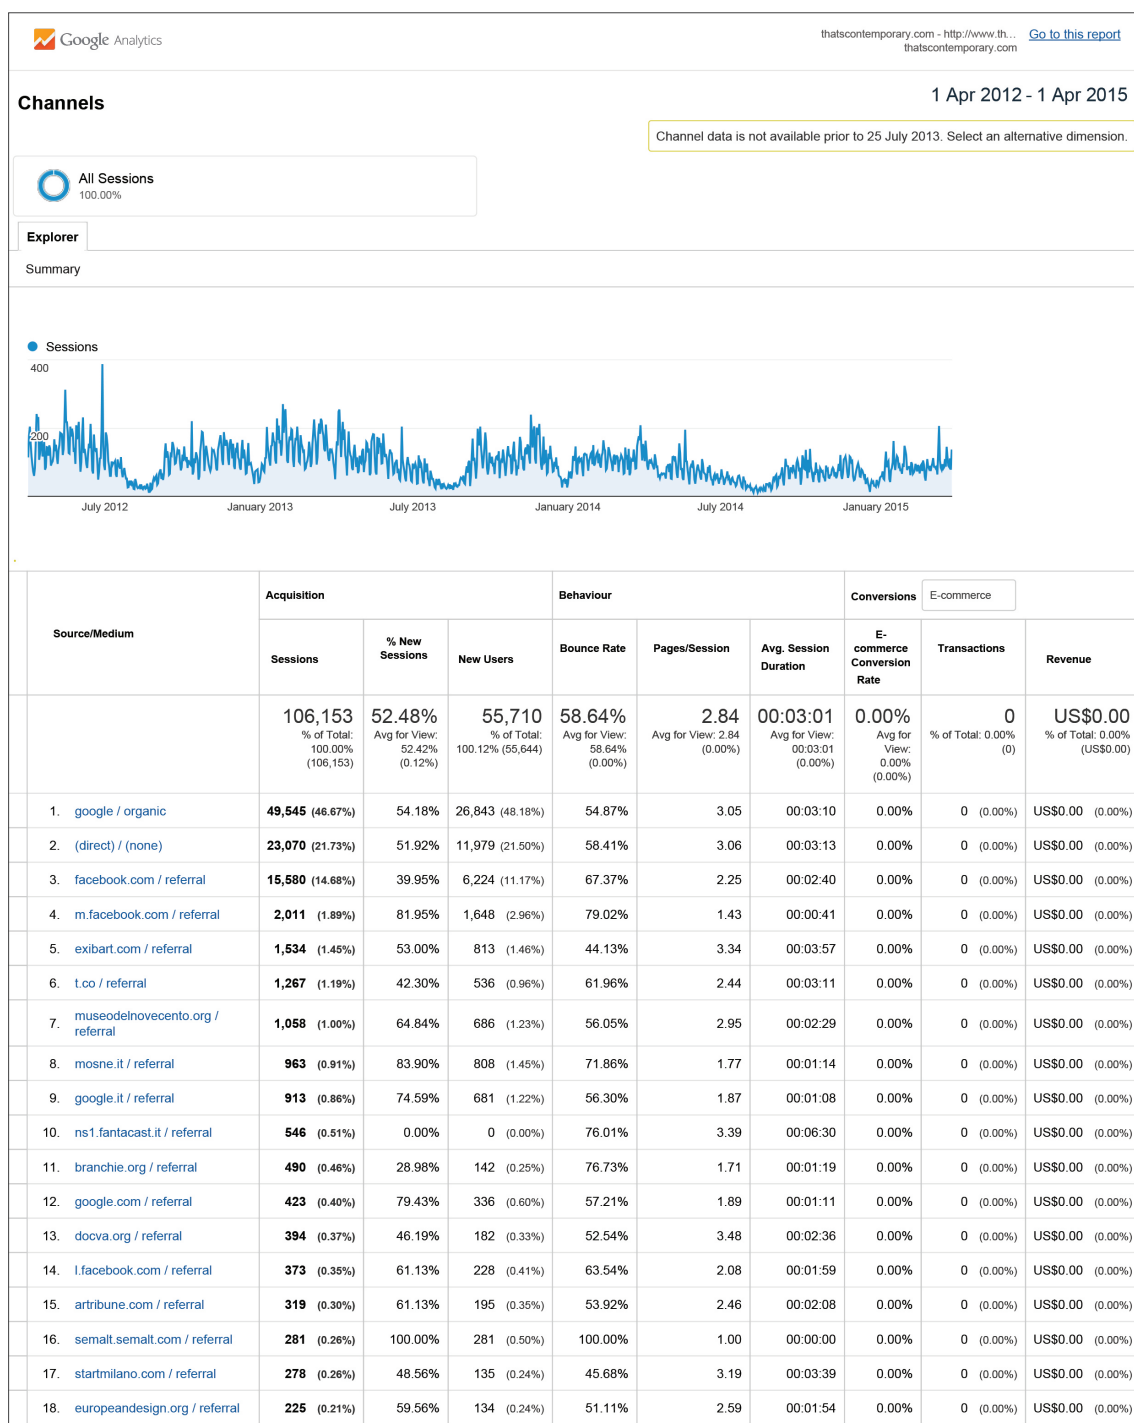 Google Analytics
thatscontemporary.com - http://www.th...
thatscontemporary.com
Go to this report
Channels
1 Apr 2012 - 1 Apr 2015
Channel data is not available prior to 25 July 2013. Select an alternative dimension.
All Sessions
100.00%
Explorer
Summary
Sessions
400
200
July 2012 January 2013 July 2013 January 2014 July 2014 January 2015
Source/Medium
Acquisition
Behaviour
Conversions E-commerce
Sessions
% New
Sessions
New Users
Bounce Rate
Pages/Session
Avg. Session
Duration
E-
commerce
Conversion
Rate
Transactions
Revenue
106,153
% of Total:
100.00%
(106,153)
52.48%
Avg for View:
52.42%
(0.12%)
55,710
% of Total:
100.12% (55,644)
58.64%
Avg for View:
58.64%
(0.00%)
2.84
Avg for View: 2.84
(0.00%)
00:03:01
Avg for View:
00:03:01
(0.00%)
0.00%
Avg for
View:
0.00%
(0.00%)
0
% of Total: 0.00%
(0)
US$0.00
% of Total: 0.00%
(US$0.00)
1. google / organic 49,545 (46.67%) 54.18% 26,843 (48.18%) 54.87% 3.05 00:03:10 0.00% 0 (0.00%) US$0.00 (0.00%)
2. (direct) / (none) 23,070 (21.73%) 51.92% 11,979 (21.50%) 58.41% 3.06 00:03:13 0.00% 0 (0.00%) US$0.00 (0.00%)
3. facebook.com / referral 15,580 (14.68%) 39.95% 6,224 (11.17%) 67.37% 2.25 00:02:40 0.00% 0 (0.00%) US$0.00 (0.00%)
4. m.facebook.com / referral 2,011 (1.89%) 81.95% 1,648 (2.96%) 79.02% 1.43 00:00:41 0.00% 0 (0.00%) US$0.00 (0.00%)
5. exibart.com / referral 1,534 (1.45%) 53.00% 813 (1.46%) 44.13% 3.34 00:03:57 0.00% 0 (0.00%) US$0.00 (0.00%)
6. t.co / referral 1,267 (1.19%) 42.30% 536 (0.96%) 61.96% 2.44 00:03:11 0.00% 0 (0.00%) US$0.00 (0.00%)
7. museodelnovecento.org /
referral 1,058 (1.00%) 64.84% 686 (1.23%) 56.05% 2.95 00:02:29 0.00% 0 (0.00%) US$0.00 (0.00%)
8. mosne.it / referral 963 (0.91%) 83.90% 808 (1.45%) 71.86% 1.77 00:01:14 0.00% 0 (0.00%) US$0.00 (0.00%)
9. google.it / referral 913 (0.86%) 74.59% 681 (1.22%) 56.30% 1.87 00:01:08 0.00% 0 (0.00%) US$0.00 (0.00%)
10. ns1.fantacast.it / referral 546 (0.51%) 0.00% 0 (0.00%) 76.01% 3.39 00:06:30 0.00% 0 (0.00%) US$0.00 (0.00%)
11. branchie.org / referral 490 (0.46%) 28.98% 142 (0.25%) 76.73% 1.71 00:01:19 0.00% 0 (0.00%) US$0.00 (0.00%)
12. google.com / referral 423 (0.40%) 79.43% 336 (0.60%) 57.21% 1.89 00:01:11 0.00% 0 (0.00%) US$0.00 (0.00%)
13. docva.org / referral 394 (0.37%) 46.19% 182 (0.33%) 52.54% 3.48 00:02:36 0.00% 0 (0.00%) US$0.00 (0.00%)
14. l.facebook.com / referral 373 (0.35%) 61.13% 228 (0.41%) 63.54% 2.08 00:01:59 0.00% 0 (0.00%) US$0.00 (0.00%)
15. artribune.com / referral 319 (0.30%) 61.13% 195 (0.35%) 53.92% 2.46 00:02:08 0.00% 0 (0.00%) US$0.00 (0.00%)
16. semalt.semalt.com / referral 281 (0.26%) 100.00% 281 (0.50%) 100.00% 1.00 00:00:00 0.00% 0 (0.00%) US$0.00 (0.00%)
17. startmilano.com / referral 278 (0.26%) 48.56% 135 (0.24%) 45.68% 3.19 00:03:39 0.00% 0 (0.00%) US$0.00 (0.00%)
18. europeandesign.org / referral 225 (0.21%) 59.56% 134 (0.24%) 51.11% 2.59 00:01:54 0.00% 0 (0.00%) US$0.00 (0.00%)